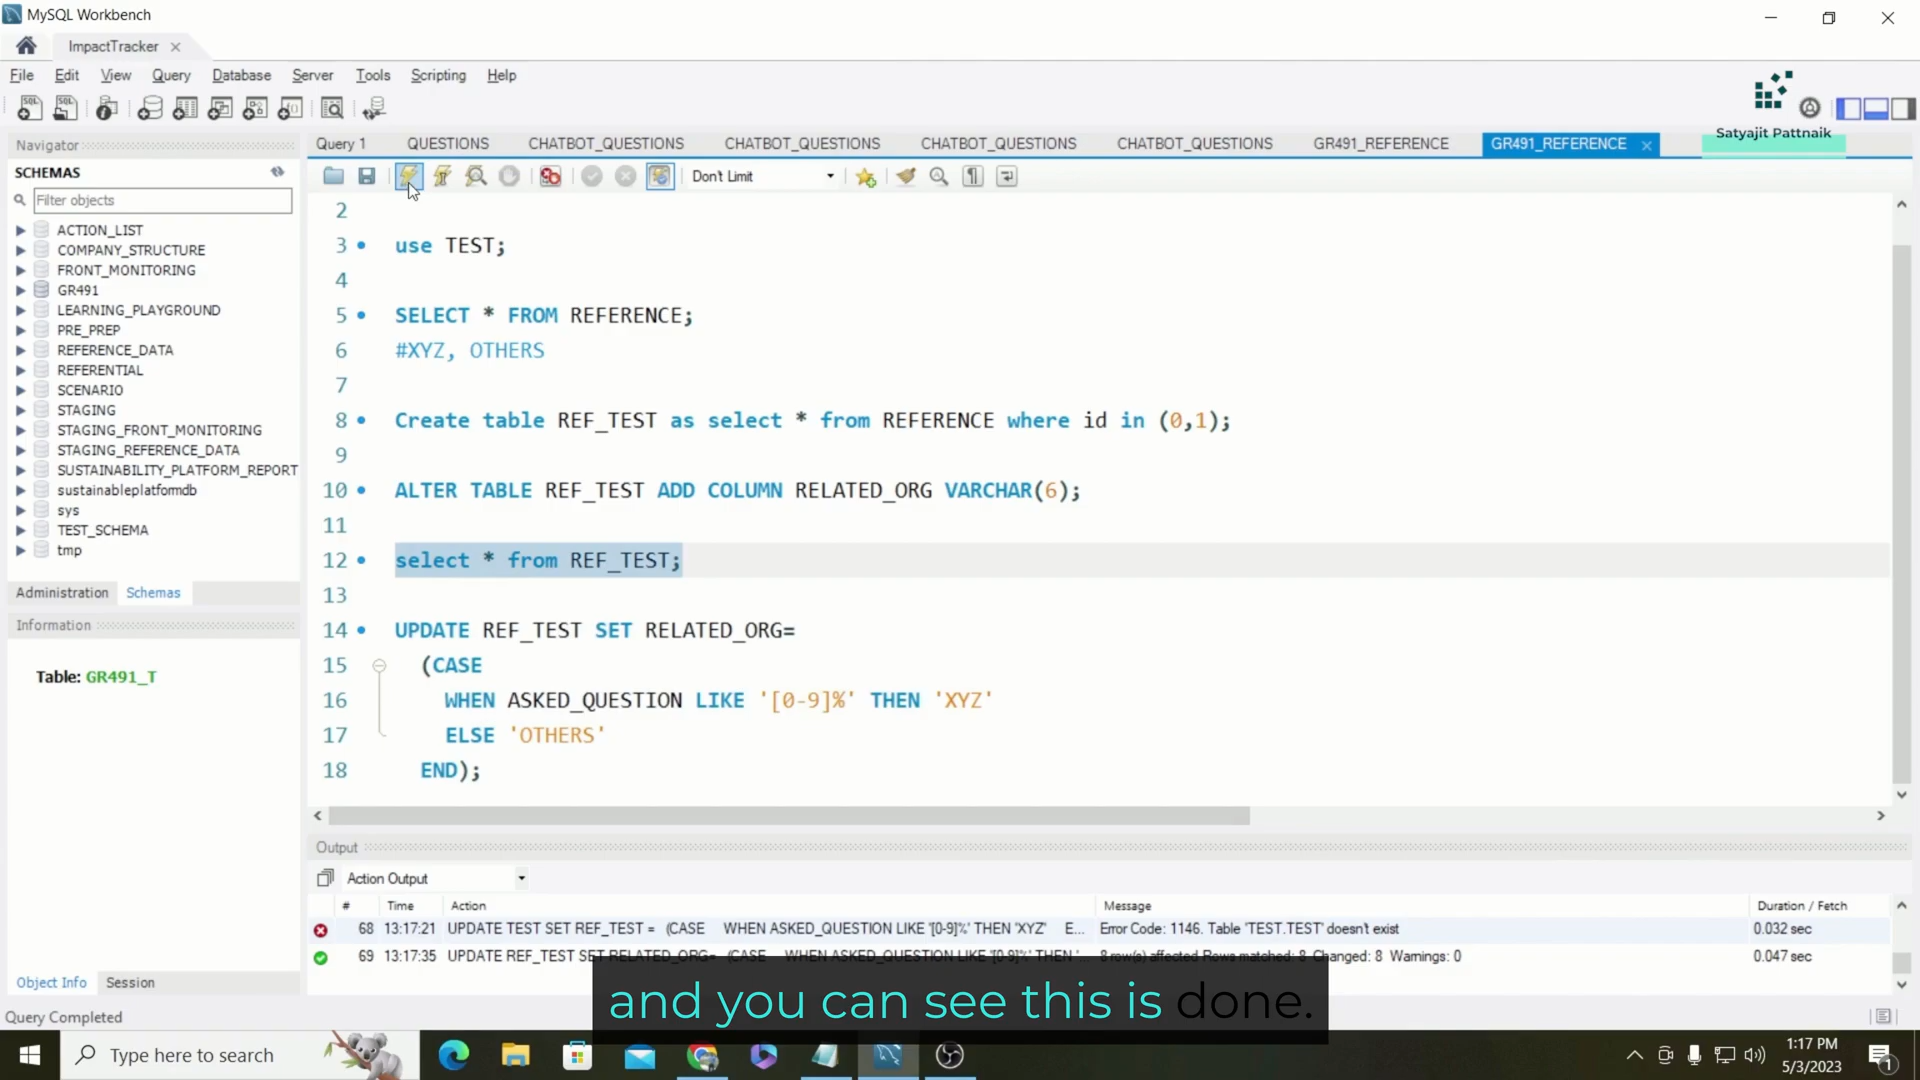 MySQL Workbench
ImpactTracker
File Edit View Query Database Server Tools Scripting Help
Satyajit Pattnaik
Navigator
SCHEMAS
Filter objects
ACTION_LIST
COMPANY_STRUCTURE
FRONT_MONITORING
GR491
LEARNING_PLAYGROUND
PRE_PREP
REFERENCE_DATA
REFERENTIAL
SCENARIO
STAGING
STAGING_FRONT_MONITORING
STAGING_REFERENCE_DATA
SUSTAINABILITY_PLATFORM_REPORT
sustainableplatformdb
sys
TEST_SCHEMA
tmp
Administration Schemas
Information
Table: GR491_T
Object Info Session
Query 1 QUESTIONS CHATBOT_QUESTIONS CHATBOT_QUESTIONS CHATBOT_QUESTIONS CHATBOT_QUESTIONS GR491_REFERENCE GR491_REFERENCE
Don't Limit
2
3 use TEST;
4
5 SELECT * FROM REFERENCE;
6 #XYZ, OTHERS
7
8 Create table REF_TEST as select * from REFERENCE where id in (0,1);
9
10 ALTER TABLE REF_TEST ADD COLUMN RELATED_ORG VARCHAR(6);
11
12 select * from REF_TEST;
13
14 UPDATE REF_TEST SET RELATED_ORG=
15 (CASE
16 WHEN ASKED_QUESTION LIKE '[0-9]%' THEN 'XYZ'
17 ELSE 'OTHERS'
18 END);
Output
Action Output
# Time Action Message Duration / Fetch
68 13:17:21 UPDATE TEST SET REF_TEST = (CASE WHEN ASKED_QUESTION LIKE '[0-9]%' THEN 'XYZ' E... Error Code: 1146. Table 'TEST.TEST' doesn't exist 0.032 sec
69 13:17:35 UPDATE REF_TEST SET RELATED_ORG= (CASE WHEN ASKED_QUESTION LIKE '[0-9]%' THEN '... 8 row(s) affected Rows matched: 8 Changed: 8 Warnings: 0 0.047 sec
and you can see this is done.
Query Completed
Type here to search
1:17 PM
5/3/2023
1